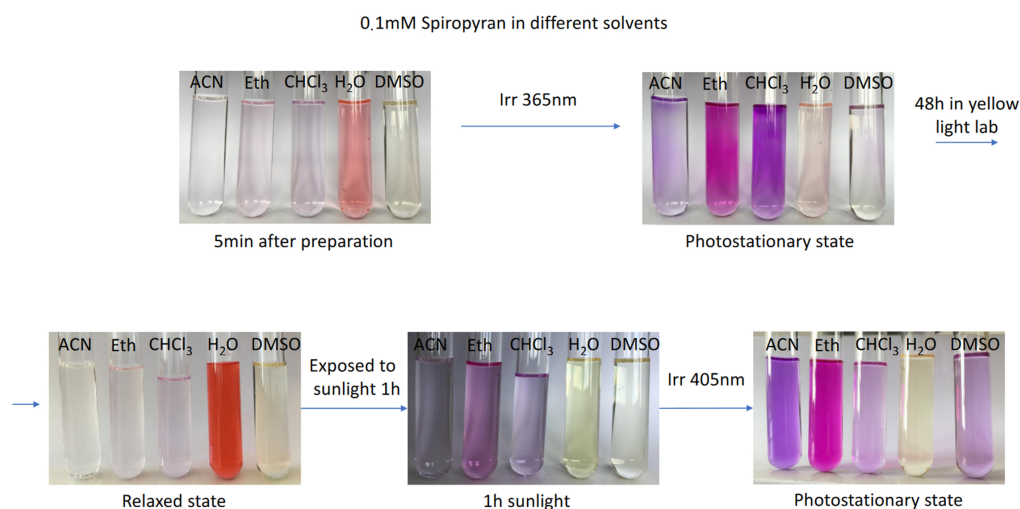 0.1mM Spiropyran in different solvents
ACN Eth CHCl₃ H₂O DMSO
Irr 365nm
ACN Eth CHCl₃ H₂O DMSO
48h in yellow
light lab
5min after preparation
Photostationary state
ACN Eth CHCl₃ H₂O DMSO
Exposed to
sunlight 1h
ACN Eth CHCl₃ H₂O DMSO
Irr 405nm
ACN Eth CHCl₃ H₂O DMSO
Relaxed state
1h sunlight
Photostationary state